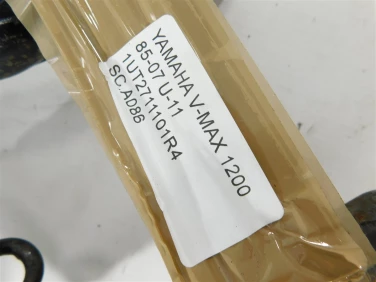 YAMAHA V-MAX 1200
85-07 U-11
1UT2711101R4
SC.AD86